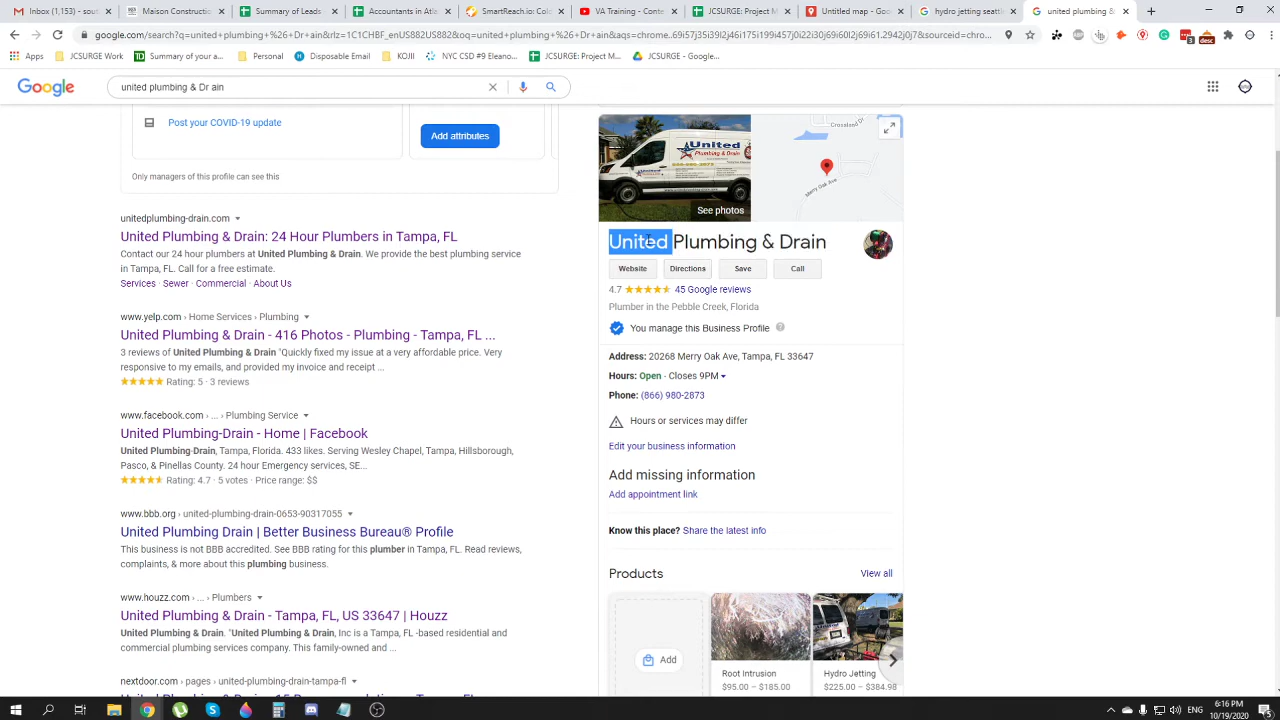 Inbox (1,153) - sour
Maison Construction
Summary of Leads
Accountants in Atla
SmartReach.io: Colo
VA Training - Conte
JCSURGE: Project M
Untitled map - Goo
hydro jetting seattl
united plumbing &
google.com/search?q=united+plumbing+%26+Dr+ain&rlz=1C1CHBF_enUS882US882&oq=united+plumbing+%26+Dr+ain&aqs=chrome..
Apps
JCSURGE Work
Summary of your a...
Personal
Disposable Email
KOJII
NYC CSD #9 Eleano...
JCSURGE: Project M...
JCSURGE - Google...
Google
united plumbing & Dr ain
Post your COVID-19 update
Add attributes
Only managers of this profile can see this
unitedplumbing-drain.com
United Plumbing & Drain: 24 Hour Plumbers in Tampa, FL
Contact our 24 hour plumbers at United Plumbing & Drain. We provide the best plumbing service
in Tampa, FL. Call for a free estimate.
Services · Sewer · Commercial · About Us
www.yelp.com › Home Services › Plumbing
United Plumbing & Drain - 416 Photos - Plumbing - Tampa, FL ...
3 reviews of United Plumbing & Drain "Quickly fixed my issue at a very affordable price. Very
responsive to my emails, and provided my invoice and receipt ...
Rating: 5 · 3 reviews
www.facebook.com › ... › Plumbing Service
United Plumbing-Drain - Home | Facebook
United Plumbing-Drain, Tampa, Florida. 433 likes. Serving Wesley Chapel, Tampa, Hillsborough,
Pasco, & Pinellas County. 24 hour Emergency services, SE...
Rating: 4.7 · 5 votes · Price range: $$
www.bbb.org › united-plumbing-drain-0653-90317055
United Plumbing Drain | Better Business Bureau® Profile
This business is not BBB accredited. See BBB rating for this plumber in Tampa, FL. Read reviews,
complaints, & more about this plumbing business.
www.houzz.com › ... › Plumbers
United Plumbing & Drain - Tampa, FL, US 33647 | Houzz
United Plumbing & Drain. "United Plumbing & Drain, Inc is a Tampa, FL -based residential and
commercial plumbing services company. This family-owned and ...
nextdoor.com › pages › united-plumbing-drain-tampa-fl
United
Plumbing & Drain
See photos
Crossland
Merry Oak Ave
United Plumbing & Drain
Website
Directions
Save
Call
4.7
45 Google reviews
Plumber in the Pebble Creek, Florida
You manage this Business Profile
Address: 20268 Merry Oak Ave, Tampa, FL 33647
Hours: Open · Closes 9PM
Phone: (866) 980-2873
Hours or services may differ
Edit your business information
Add missing information
Add appointment link
Know this place? Share the latest info
Products
View all
Add
Root Intrusion
$95.00 – $185.00
Hydro Jetting
$225.00 – $384.98
ENG
6:16 PM
10/19/2020